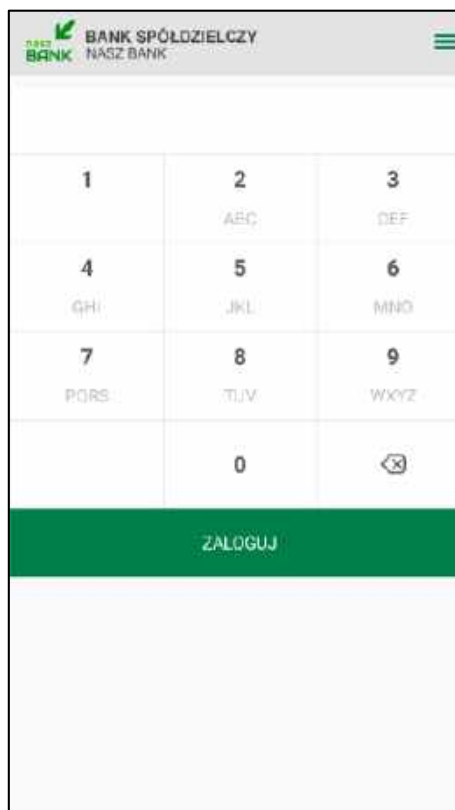 nasz BANK
BANK SPÓŁDZIELCZY
NASZ BANK
1 2 3
ABC DEF
4 5 6
GHI JKL MNO
7 8 9
PQRS TUV WXYZ
0
ZALOGUJ